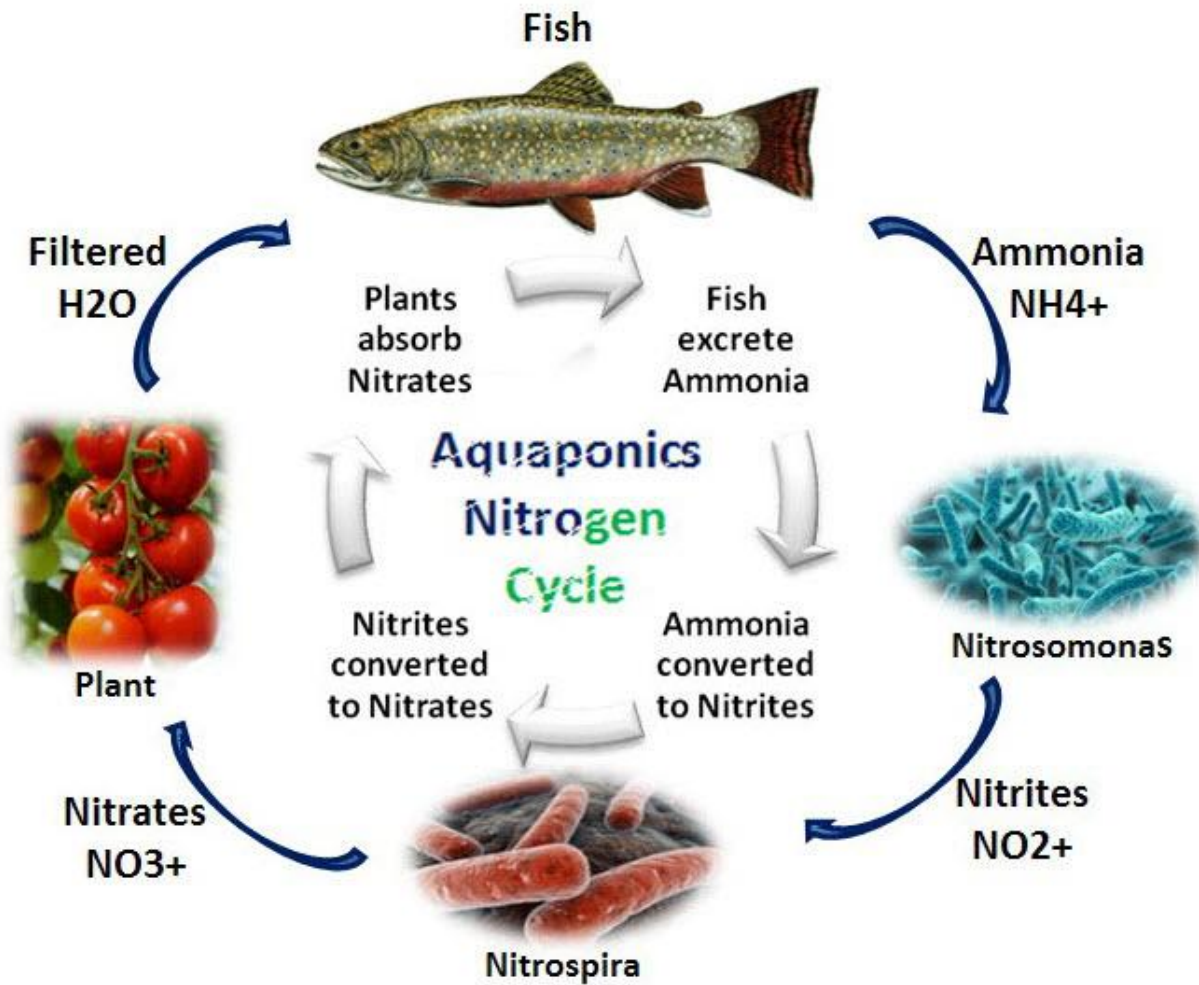 Fish
Filtered
H2O
Ammonia
NH4+
Plants
absorb
Nitrates
Fish
excrete
Ammonia
Aquaponics
Nitrogen
Cycle
Nitrites
converted
to Nitrates
Ammonia
converted
to Nitrites
Plant
Nitrosomonas
Nitrates
NO3+
Nitrites
NO2+
Nitrospira